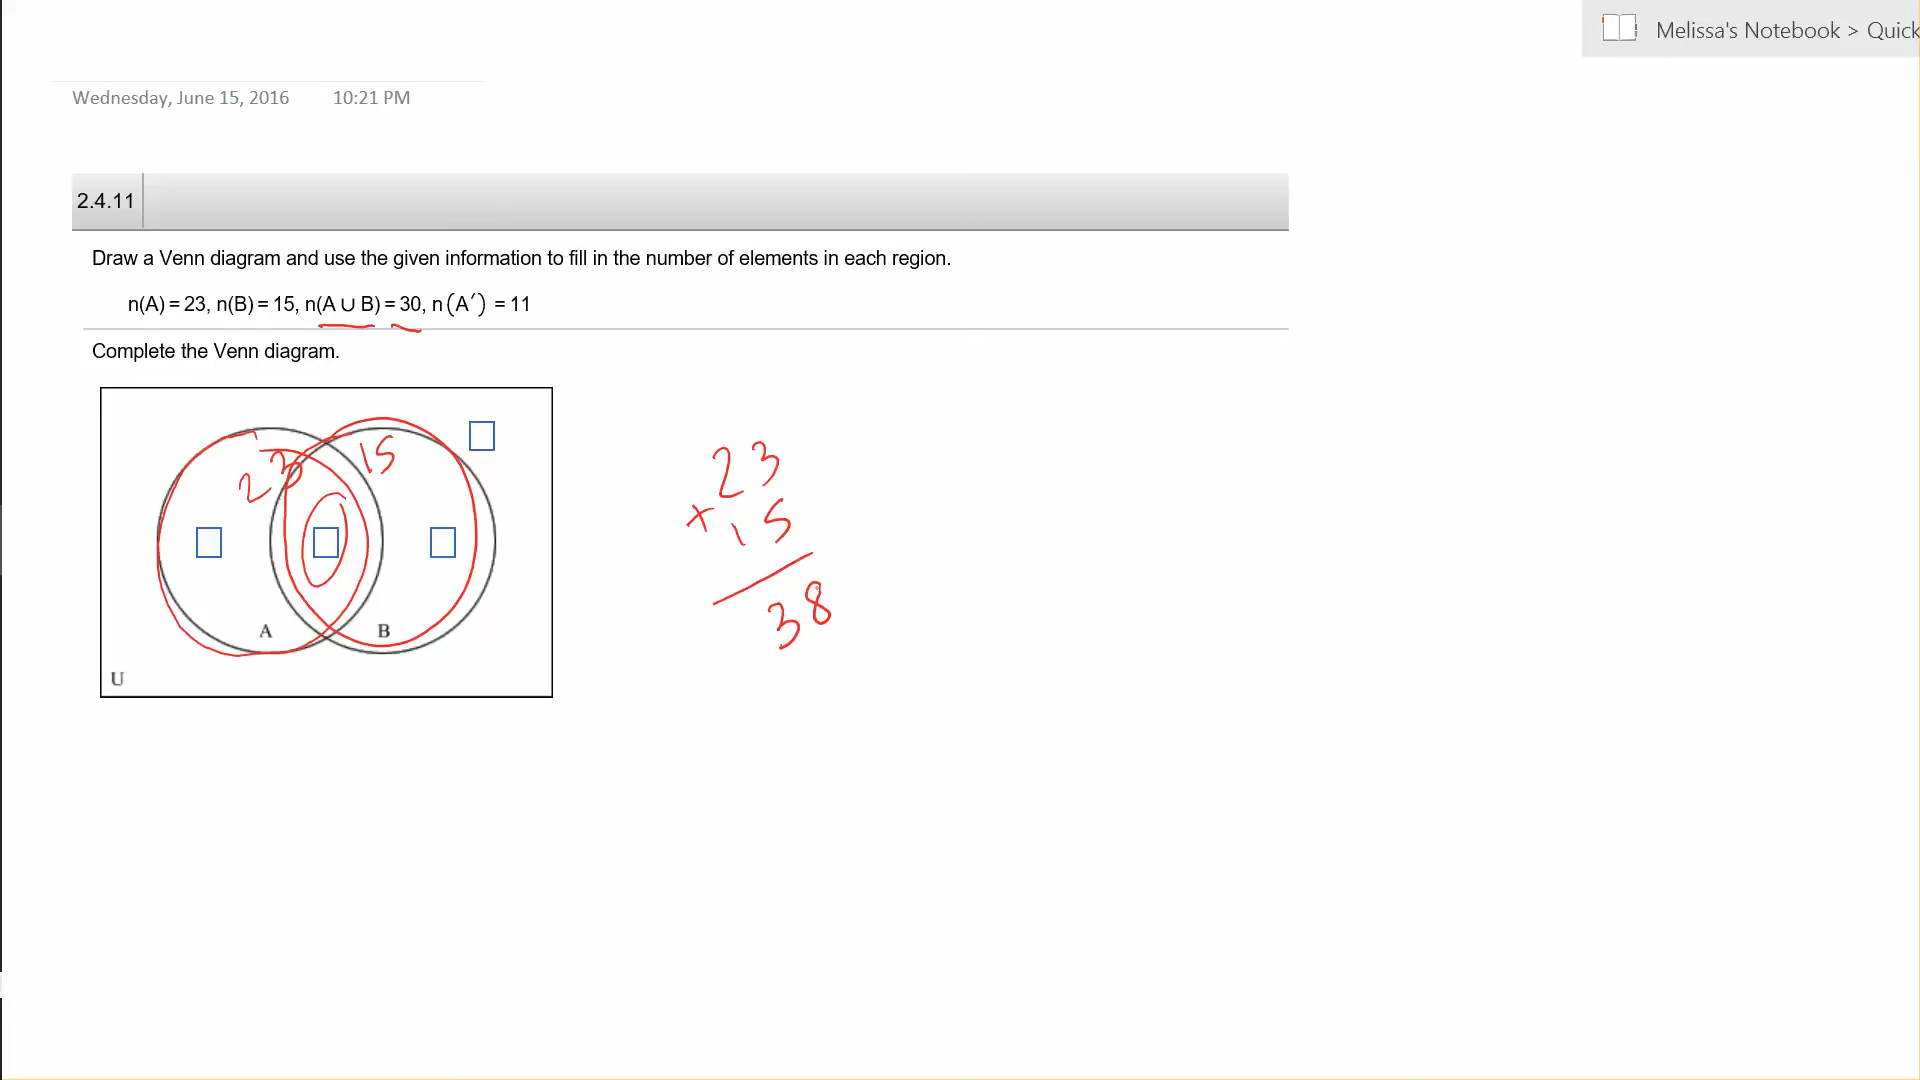 Melissa's Notebook > Quick
Wednesday, June 15, 2016 10:21 PM
2.4.11
Draw a Venn diagram and use the given information to fill in the number of elements in each region.
n(A) = 23, n(B) = 15, n(A ∪ B) = 30, n(A′) = 11
Complete the Venn diagram.
23 15
A B
U
23
+ 15
38